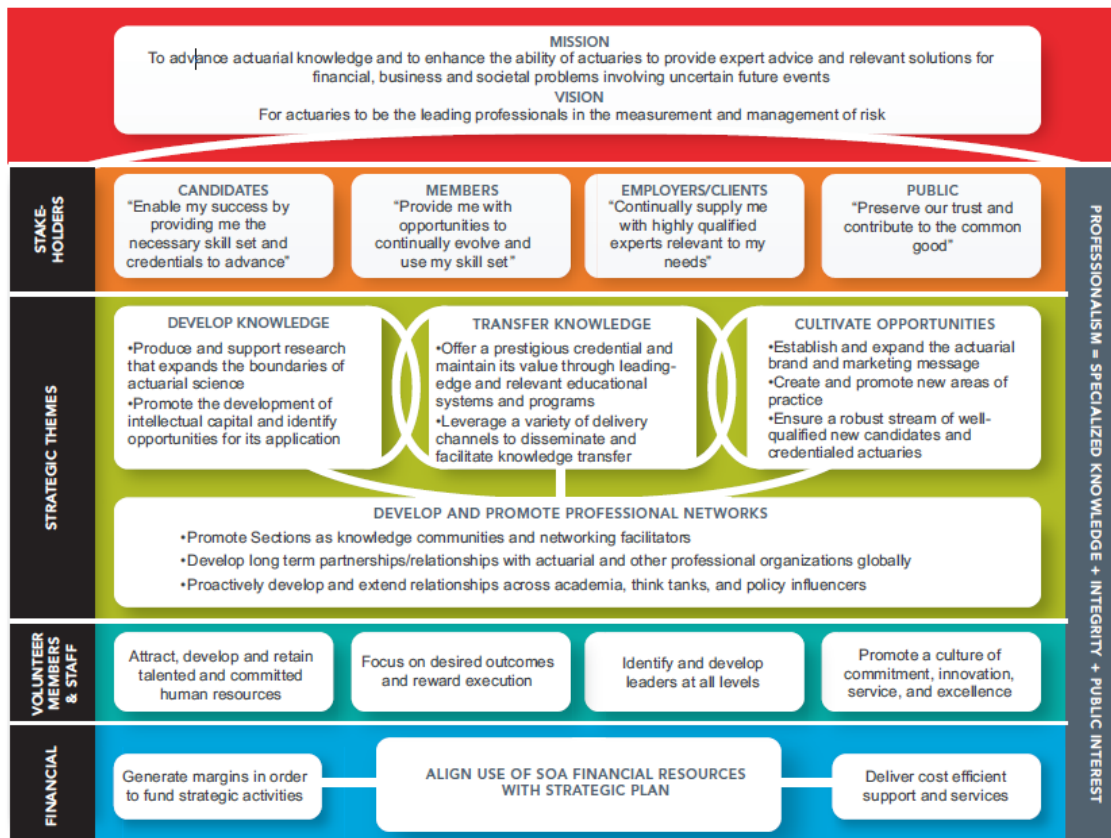 MISSION
To advance actuarial knowledge and to enhance the ability of actuaries to provide expert advice and relevant solutions for
financial, business and societal problems involving uncertain future events
VISION
For actuaries to be the leading professionals in the measurement and management of risk
STAKE-
HOLDERS
CANDIDATES
“Enable my success by
providing me the
necessary skill set and
credentials to advance”
MEMBERS
“Provide me with
opportunities to
continually evolve and
use my skill set”
EMPLOYERS/CLIENTS
“Continually supply me
with highly qualified
experts relevant to my
needs”
PUBLIC
“Preserve our trust and
contribute to the common
good”
STRATEGIC THEMES
DEVELOP KNOWLEDGE
•Produce and support research
that expands the boundaries of
actuarial science
•Promote the development of
intellectual capital and identify
opportunities for its application
TRANSFER KNOWLEDGE
•Offer a prestigious credential and
maintain its value through leading-
edge and relevant educational
systems and programs
•Leverage a variety of delivery
channels to disseminate and
facilitate knowledge transfer
CULTIVATE OPPORTUNITIES
•Establish and expand the actuarial
brand and marketing message
•Create and promote new areas of
practice
•Ensure a robust stream of well-
qualified new candidates and
credentialed actuaries
DEVELOP AND PROMOTE PROFESSIONAL NETWORKS
•Promote Sections as knowledge communities and networking facilitators
•Develop long term partnerships/relationships with actuarial and other professional organizations globally
•Proactively develop and extend relationships across academia, think tanks, and policy influencers
VOLUNTEER
MEMBERS
& STAFF
Attract, develop and retain
talented and committed
human resources
Focus on desired outcomes
and reward execution
Identify and develop
leaders at all levels
Promote a culture of
commitment, innovation,
service, and excellence
FINANCIAL
Generate margins in order
to fund strategic activities
ALIGN USE OF SOA FINANCIAL RESOURCES
WITH STRATEGIC PLAN
Deliver cost efficient
support and services
PROFESSIONALISM = SPECIALIZED KNOWLEDGE + INTEGRITY + PUBLIC INTEREST